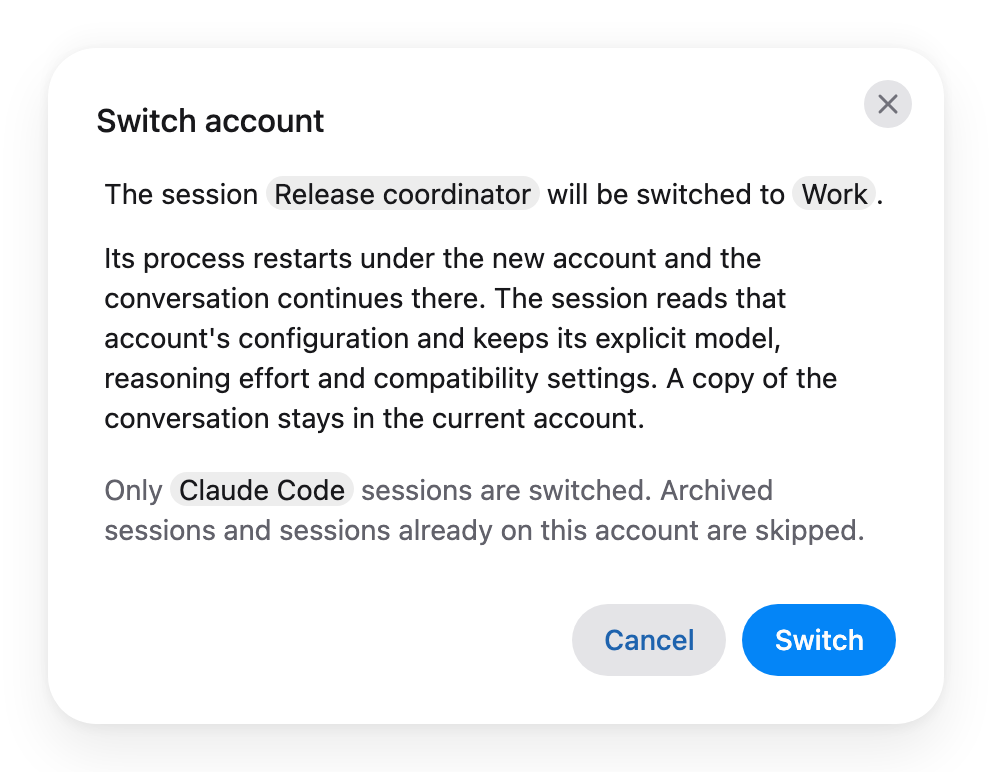 Switch account
The session Release coordinator will be switched to Work.
Its process restarts under the new account and the
conversation continues there. The session reads that
account's configuration and keeps its explicit model,
reasoning effort and compatibility settings. A copy of the
conversation stays in the current account.
Only Claude Code sessions are switched. Archived
sessions and sessions already on this account are skipped.
Cancel
Switch